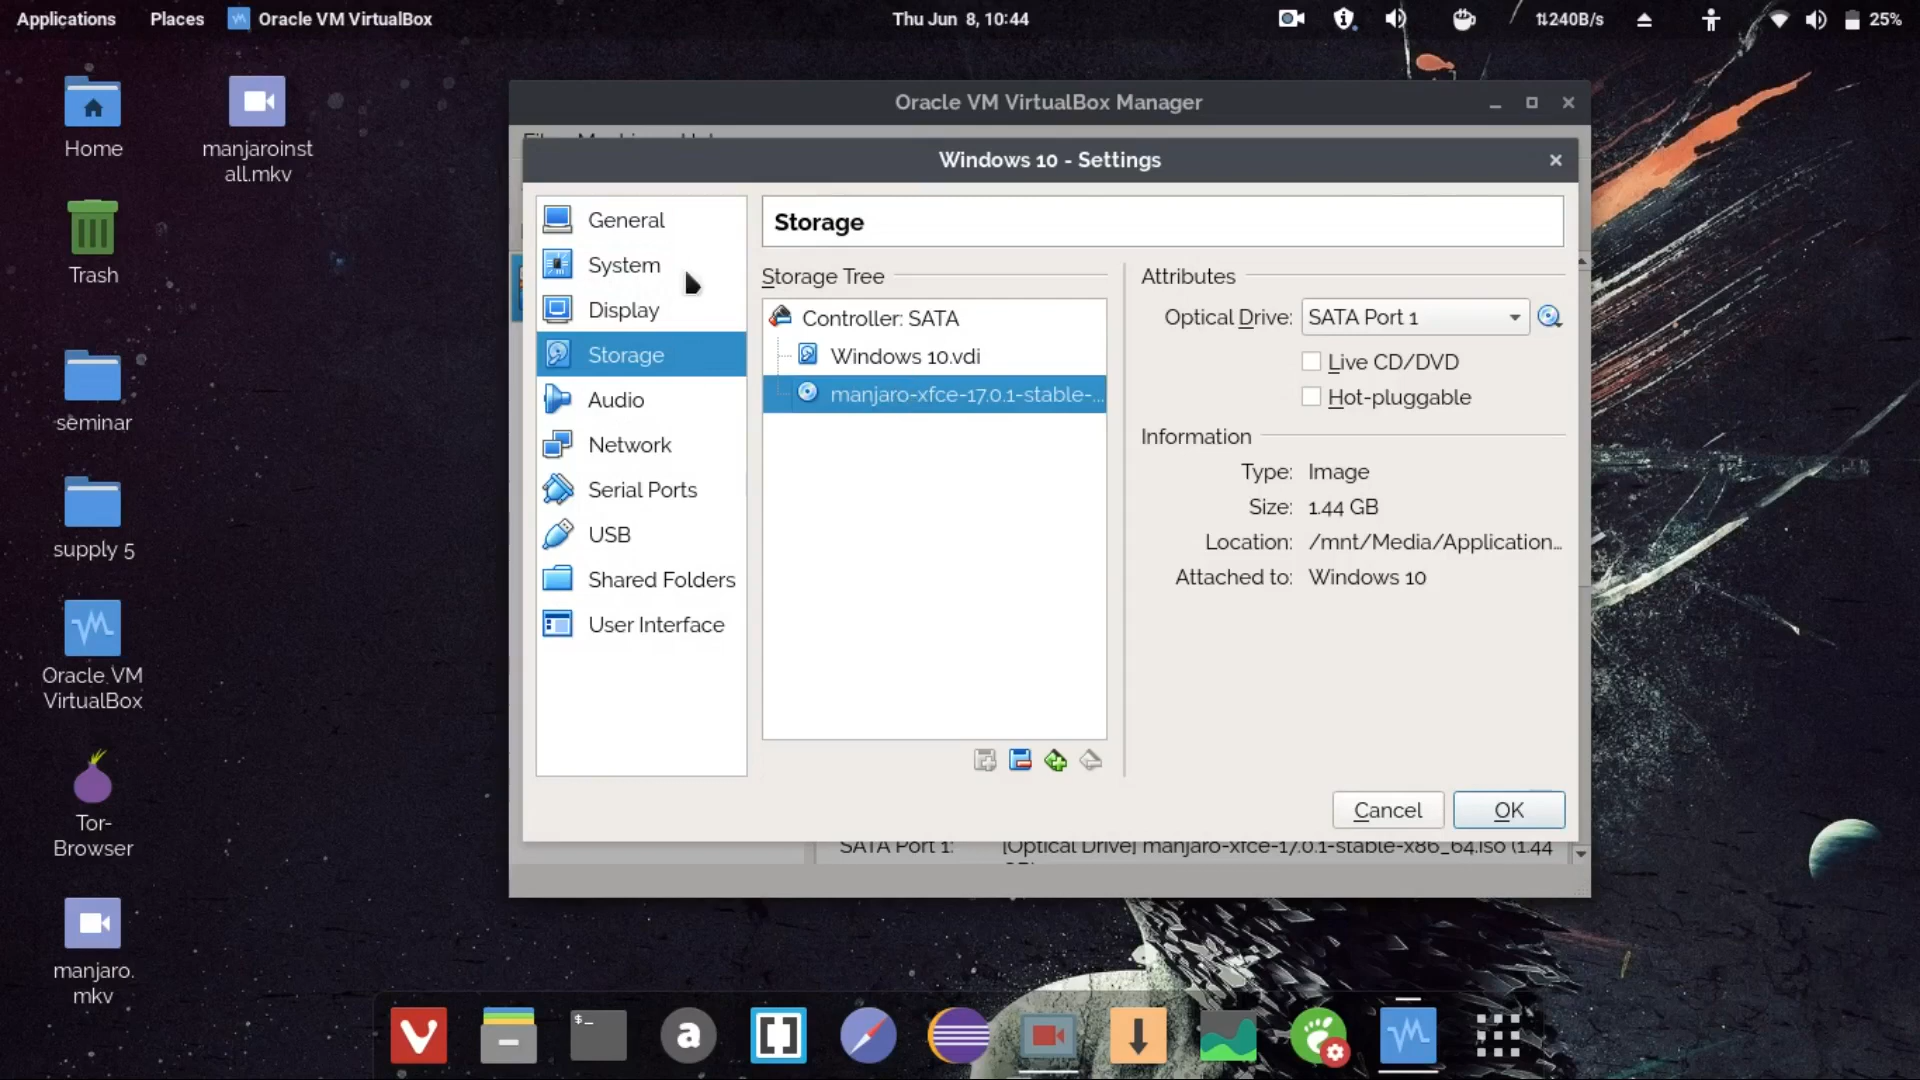 Applications Places Oracle VM VirtualBox
Thu Jun 8, 10:44
⇅240B/s
25%
Home
manjaroinst
all.mkv
Trash
seminar
supply 5
Oracle VM
VirtualBox
Tor-
Browser
manjaro.
mkv
Oracle VM VirtualBox Manager
Windows 10 - Settings
General
System
Display
Storage
Audio
Network
Serial Ports
USB
Shared Folders
User Interface
Storage
Storage Tree
Controller: SATA
Windows 10.vdi
manjaro-xfce-17.0.1-stable-...
Attributes
Optical Drive: SATA Port 1
Live CD/DVD
Hot-pluggable
Information
Type: Image
Size: 1.44 GB
Location: /mnt/Media/Application...
Attached to: Windows 10
Cancel
OK
SATA Port 1: [Optical Drive] manjaro-xfce-17.0.1-stable-x86_64.iso (1.44
$_
a